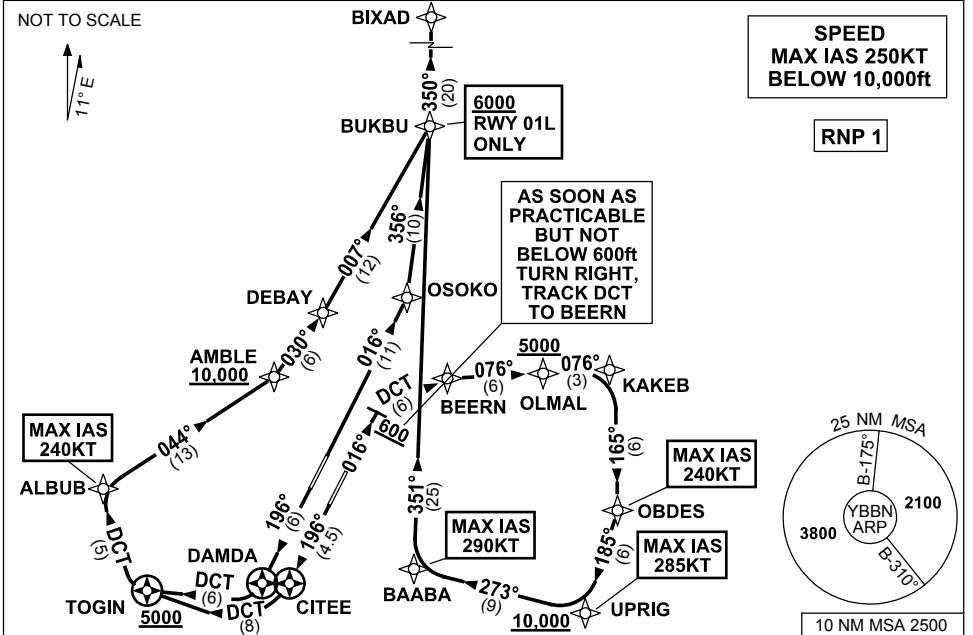 NOT TO SCALE
11° E
BIXAD
350°
(20)
SPEED
MAX IAS 250KT
BELOW 10,000ft
RNP 1
BUKBU
6000
RWY 01L
ONLY
AS SOON AS
PRACTICABLE
BUT NOT
BELOW 600ft
TURN RIGHT,
TRACK DCT
TO BEERN
356°
(10)
007°
(12)
DEBAY
OSOKO
030°
(6)
AMBLE
10,000
016°
(11)
5000
076°
(6)
076°
(3)
KAKEB
BEERN
OLMAL
DCT
(6)
600
016°
044°
(13)
MAX IAS
240KT
ALBUB
165°
(6)
MAX IAS
240KT
OBDES
351°
(25)
196°
(6)
196°
(4.5)
185°
(6)
MAX IAS
290KT
MAX IAS
285KT
DCT
(5)
DAMDA
DCT
(6)
TOGIN
5000
DCT
(8)
CITEE
BAABA
273°
(9)
10,000
UPRIG
25 NM MSA
B-175°
2100
YBBN
ARP
3800
B-310°
10 NM MSA 2500